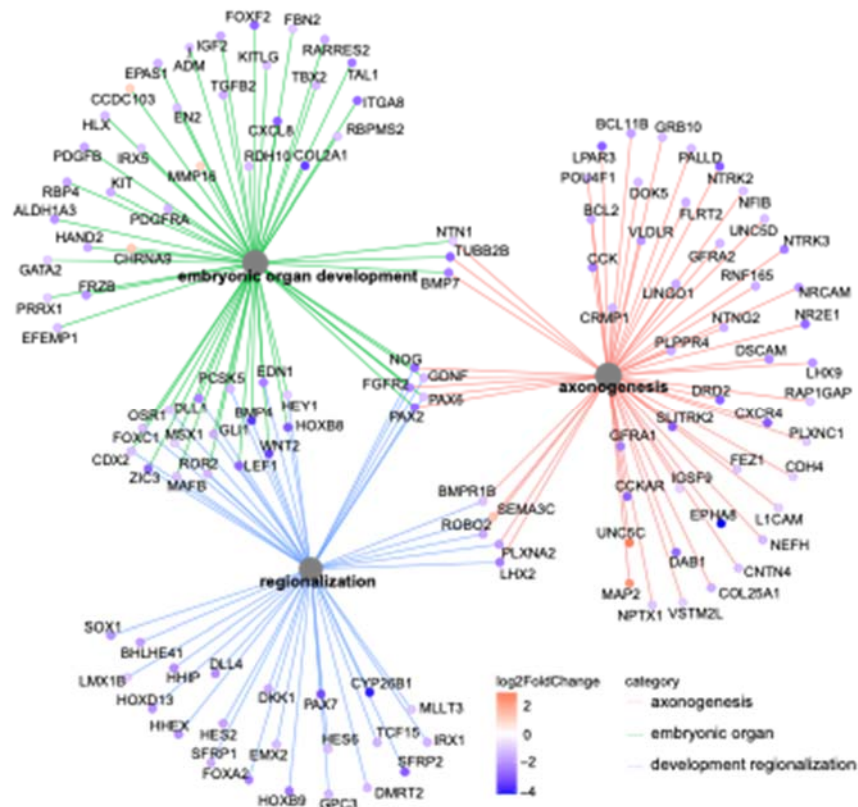 FOXF2
FBN2
IGF2
RARRES2
ADM
KITLG
TAL1
EPAS1
TBX2
TGFB2
CCDC103
ITGA8
EN2
HLX
CXCL8
RBPMS2
PDGFB
IRX5
RDH10
COL2A1
MMP16
RBP4
KIT
ALDH1A3
PDGFRA
HAND2
CHRNA9
GATA2
FRZB
PRRX1
EFEMP1
embryonic organ development
NTN1
TUBB2B
BMP7
BCL11B
GRB10
LPAR3
PALLD
POU4F1
NTRK2
DOK5
NFIB
BCL2
FLRT2
UNC5D
VLDLR
NTRK3
GFRA2
CCK
RNF165
LINGO1
NRCAM
CRMP1
NTNG2
NR2E1
PLPPR4
DSCAM
LHX9
axonogenesis
DRD2
RAP1GAP
SLITRK2
CXCR4
GFRA1
PLXNC1
FEZ1
CDH4
IGSF9
CCKAR
EPHA8
L1CAM
UNC5C
NEFH
DAB1
CNTN4
MAP2
COL25A1
NPTX1
VSTM2L
NOG
GDNF
FGFR2
PAX6
PAX2
PCSK5
EDN1
OSR1
DLL1
BMP4
HEY1
FOXC1
MSX1
GLI1
HOXB8
CDX2
WNT2
ROR2
LEF1
ZIC3
MAFB
BMPR1B
SEMA3C
ROBO2
PLXNA2
LHX2
regionalization
SOX1
BHLHE41
DLL4
LMX1B
HHIP
HOXD13
DKK1
PAX7
CYP26B1
MLLT3
HHEX
HES2
HES6
TCF15
IRX1
SFRP1
EMX2
SFRP2
FOXA2
HOXB9
GPC3
DMRT2
log2FoldChange
2
0
−2
−4
category
axonogenesis
embryonic organ
development regionalization